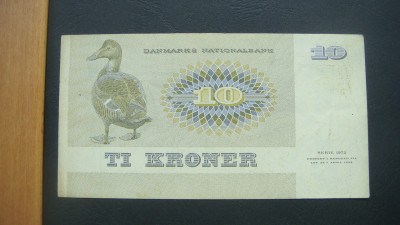 DANMARKS NATIONALBANK
10
10
TI KRONER
SERIE 1972